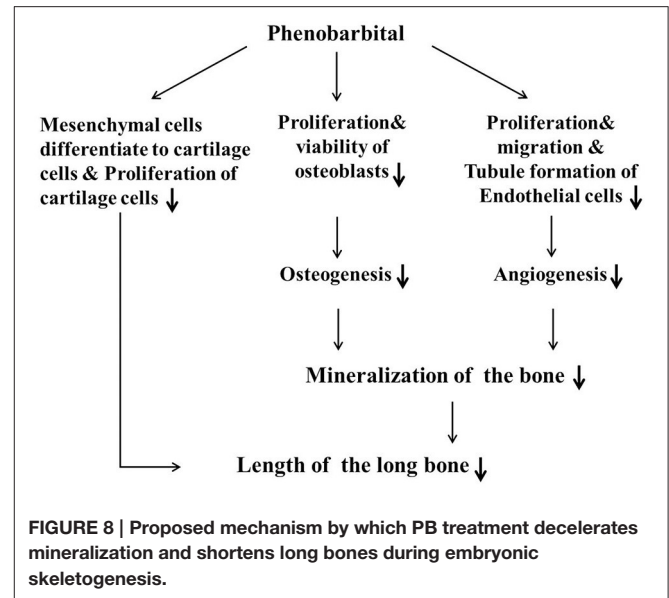 Phenobarbital
Mesenchymal cells
differentiate to cartilage
cells & Proliferation of
cartilage cells ↓
Proliferation&
viability of
osteoblasts ↓
Proliferation&
migration &
Tubule formation of
Endothelial cells ↓
Osteogenesis ↓
Angiogenesis ↓
Mineralization of the bone ↓
Length of the long bone ↓
FIGURE 8 | Proposed mechanism by which PB treatment decelerates
mineralization and shortens long bones during embryonic
skeletogenesis.